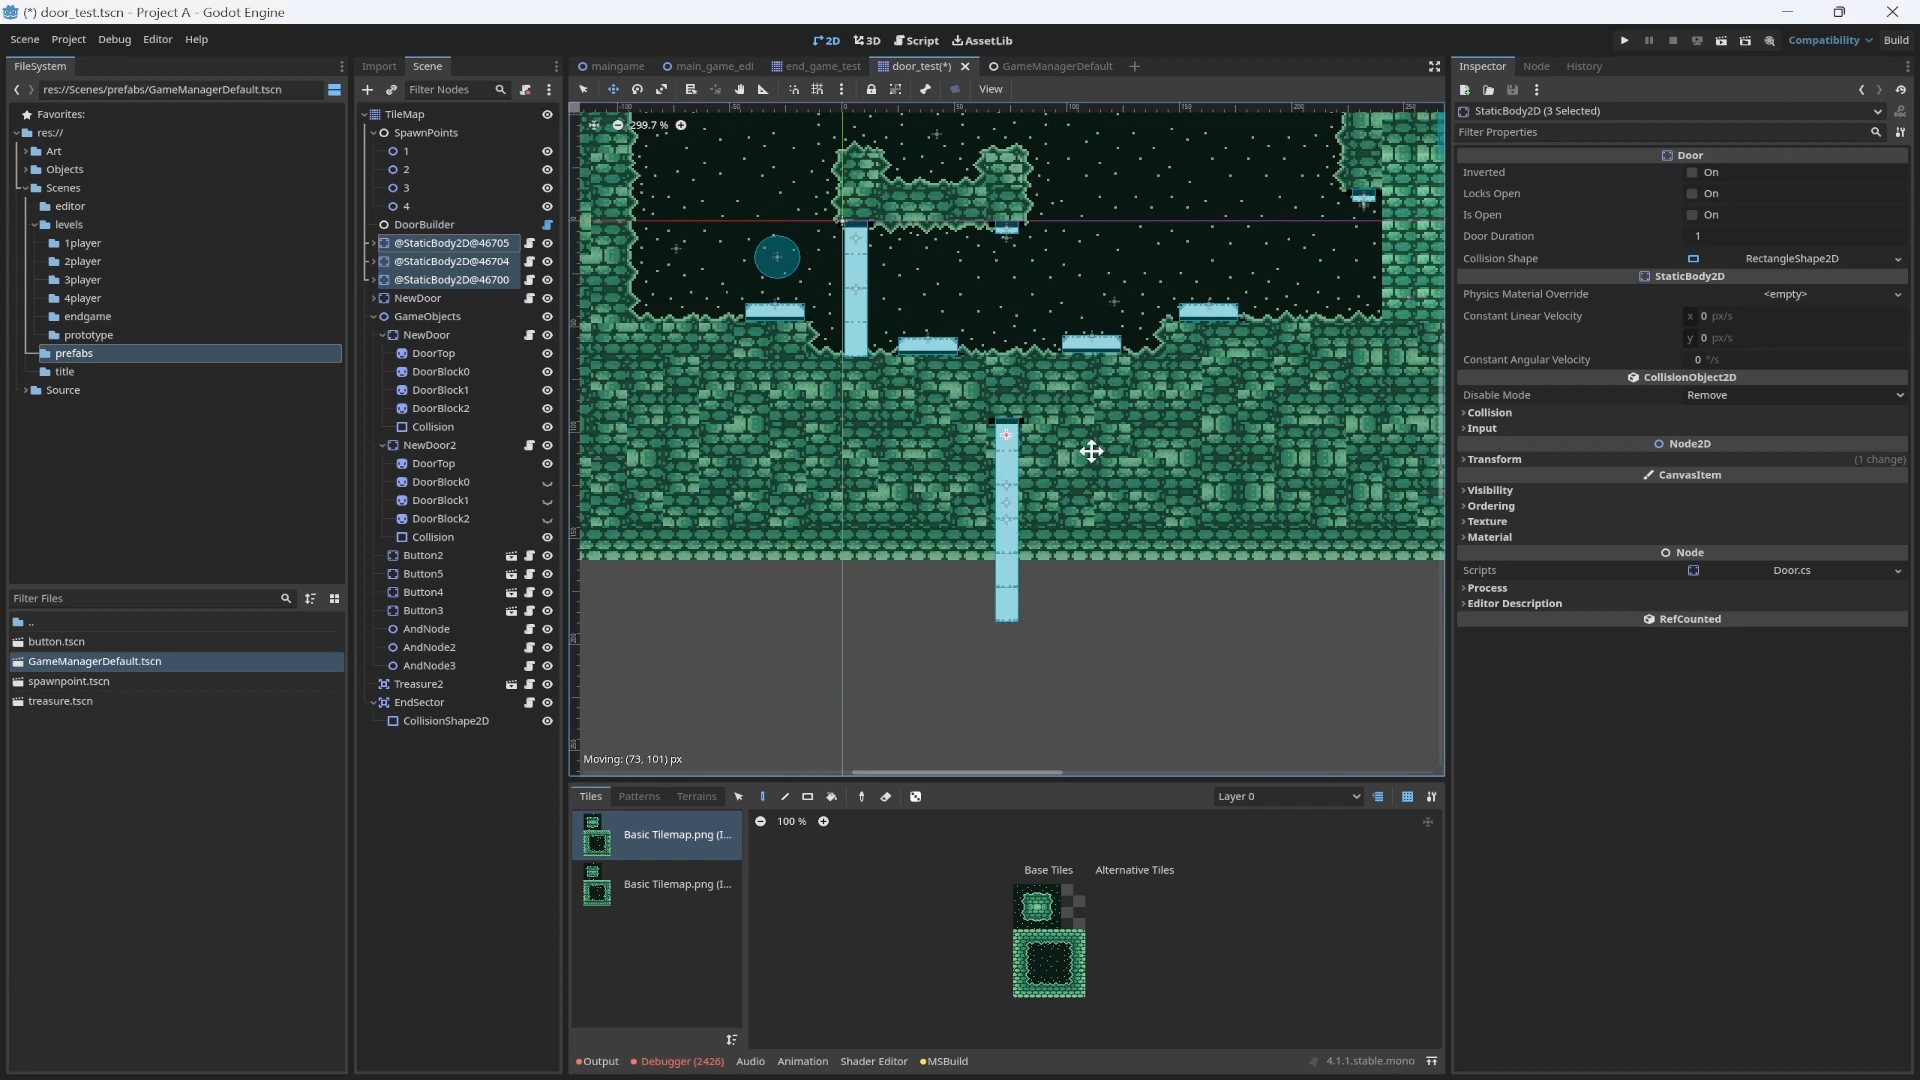 (*) door_test.tscn - Project A - Godot Engine
Scene Project Debug Editor Help
2D 3D Script AssetLib
Compatibility Build
FileSystem
res://Scenes/prefabs/GameManagerDefault.tscn
Favorites:
res://
Art
Objects
Scenes
editor
levels
1player
2player
3player
4player
endgame
prototype
prefabs
title
Source
Filter Files
..
button.tscn
GameManagerDefault.tscn
spawnpoint.tscn
treasure.tscn
Import Scene
Filter Nodes
TileMap
SpawnPoints
1
2
3
4
DoorBuilder
@StaticBody2D@46705
@StaticBody2D@46704
@StaticBody2D@46700
NewDoor
GameObjects
NewDoor
DoorTop
DoorBlock0
DoorBlock1
DoorBlock2
Collision
NewDoor2
DoorTop
DoorBlock0
DoorBlock1
DoorBlock2
Collision
Button2
Button5
Button4
Button3
AndNode
AndNode2
AndNode3
Treasure2
EndSector
CollisionShape2D
maingame main_game_edi end_game_test door_test(*) GameManagerDefault
View
-100 -50 0 50 100 150 200 250
299.7 %
Moving: (73, 101) px
Tiles Patterns Terrains
Layer 0
Basic Tilemap.png (I...
Basic Tilemap.png (I...
100 %
Base Tiles Alternative Tiles
Output Debugger (2426) Audio Animation Shader Editor MSBuild
4.1.1.stable.mono
Inspector Node History
StaticBody2D (3 Selected)
Filter Properties
Door
Inverted On
Locks Open On
Is Open On
Door Duration 1
Collision Shape RectangleShape2D
StaticBody2D
Physics Material Override <empty>
Constant Linear Velocity x 0 px/s
y 0 px/s
Constant Angular Velocity 0 °/s
CollisionObject2D
Disable Mode Remove
Collision
Input
Node2D
Transform (1 change)
CanvasItem
Visibility
Ordering
Texture
Material
Node
Scripts Door.cs
Process
Editor Description
RefCounted